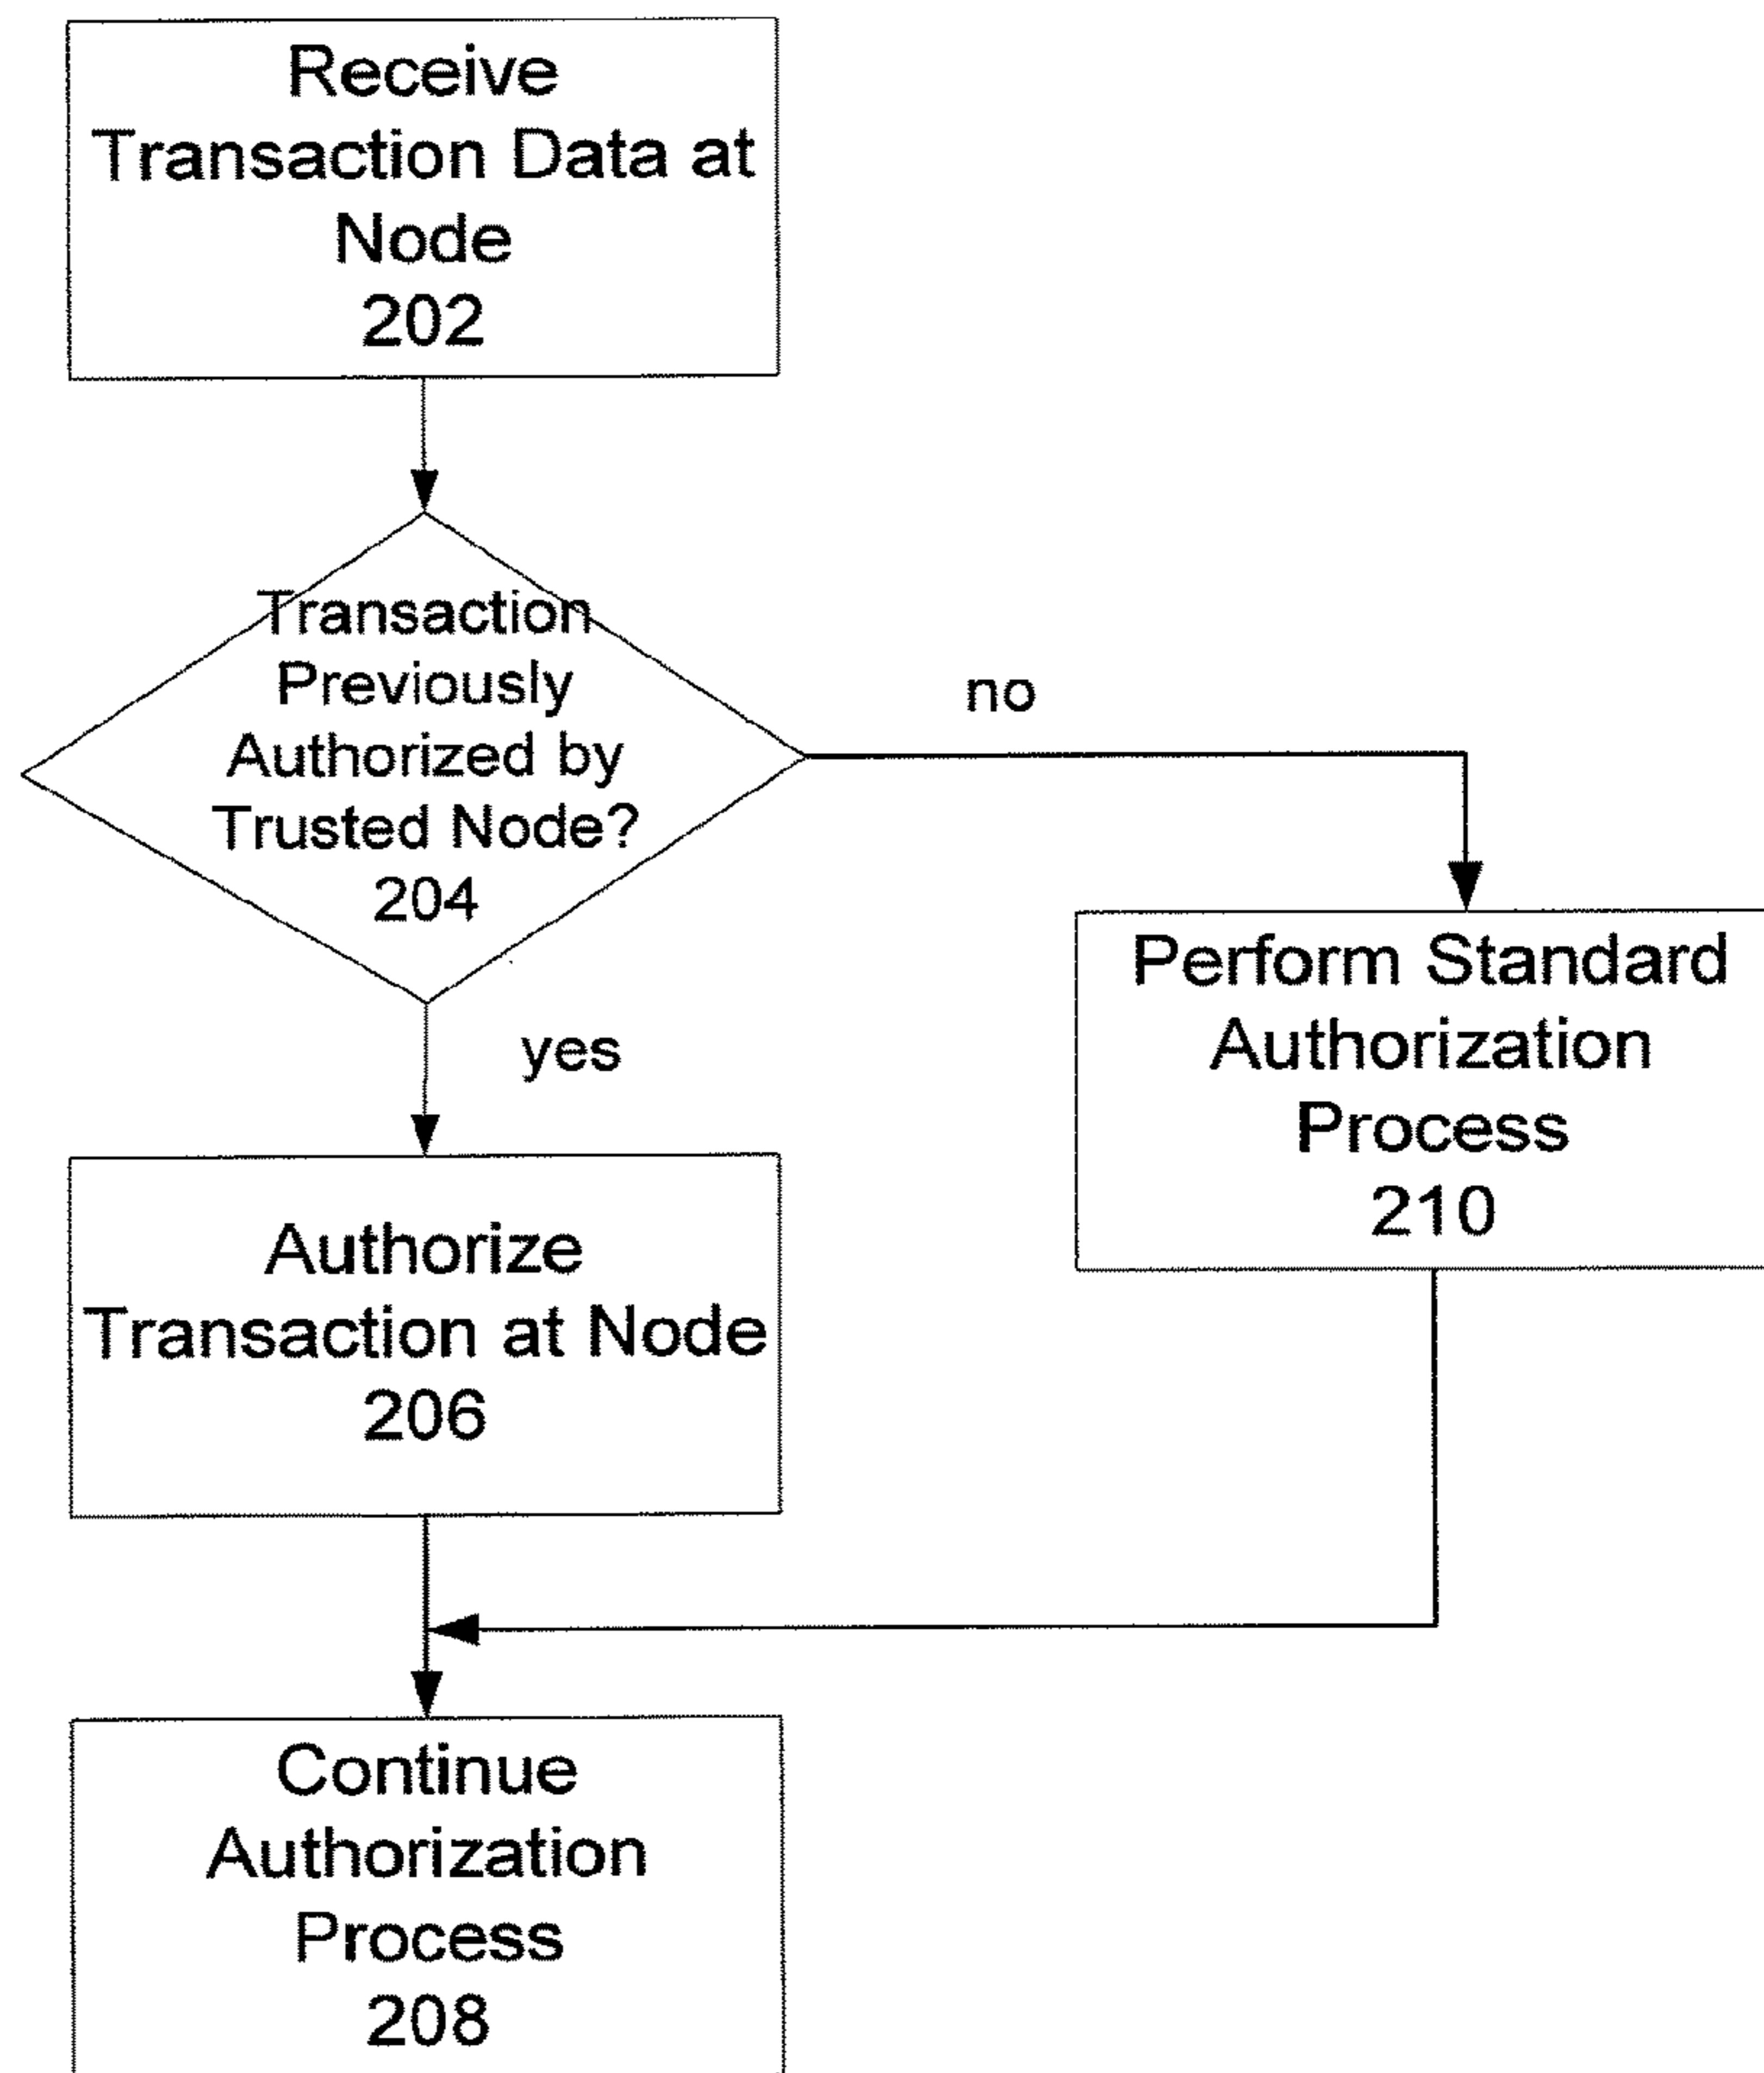 Receive
Transaction Data at
Node
202
Transaction
Previously
Authorized by
Trusted Node?
204
no
yes
Perform Standard
Authorization
Process
210
Authorize
Transaction at Node
206
Continue
Authorization
Process
208